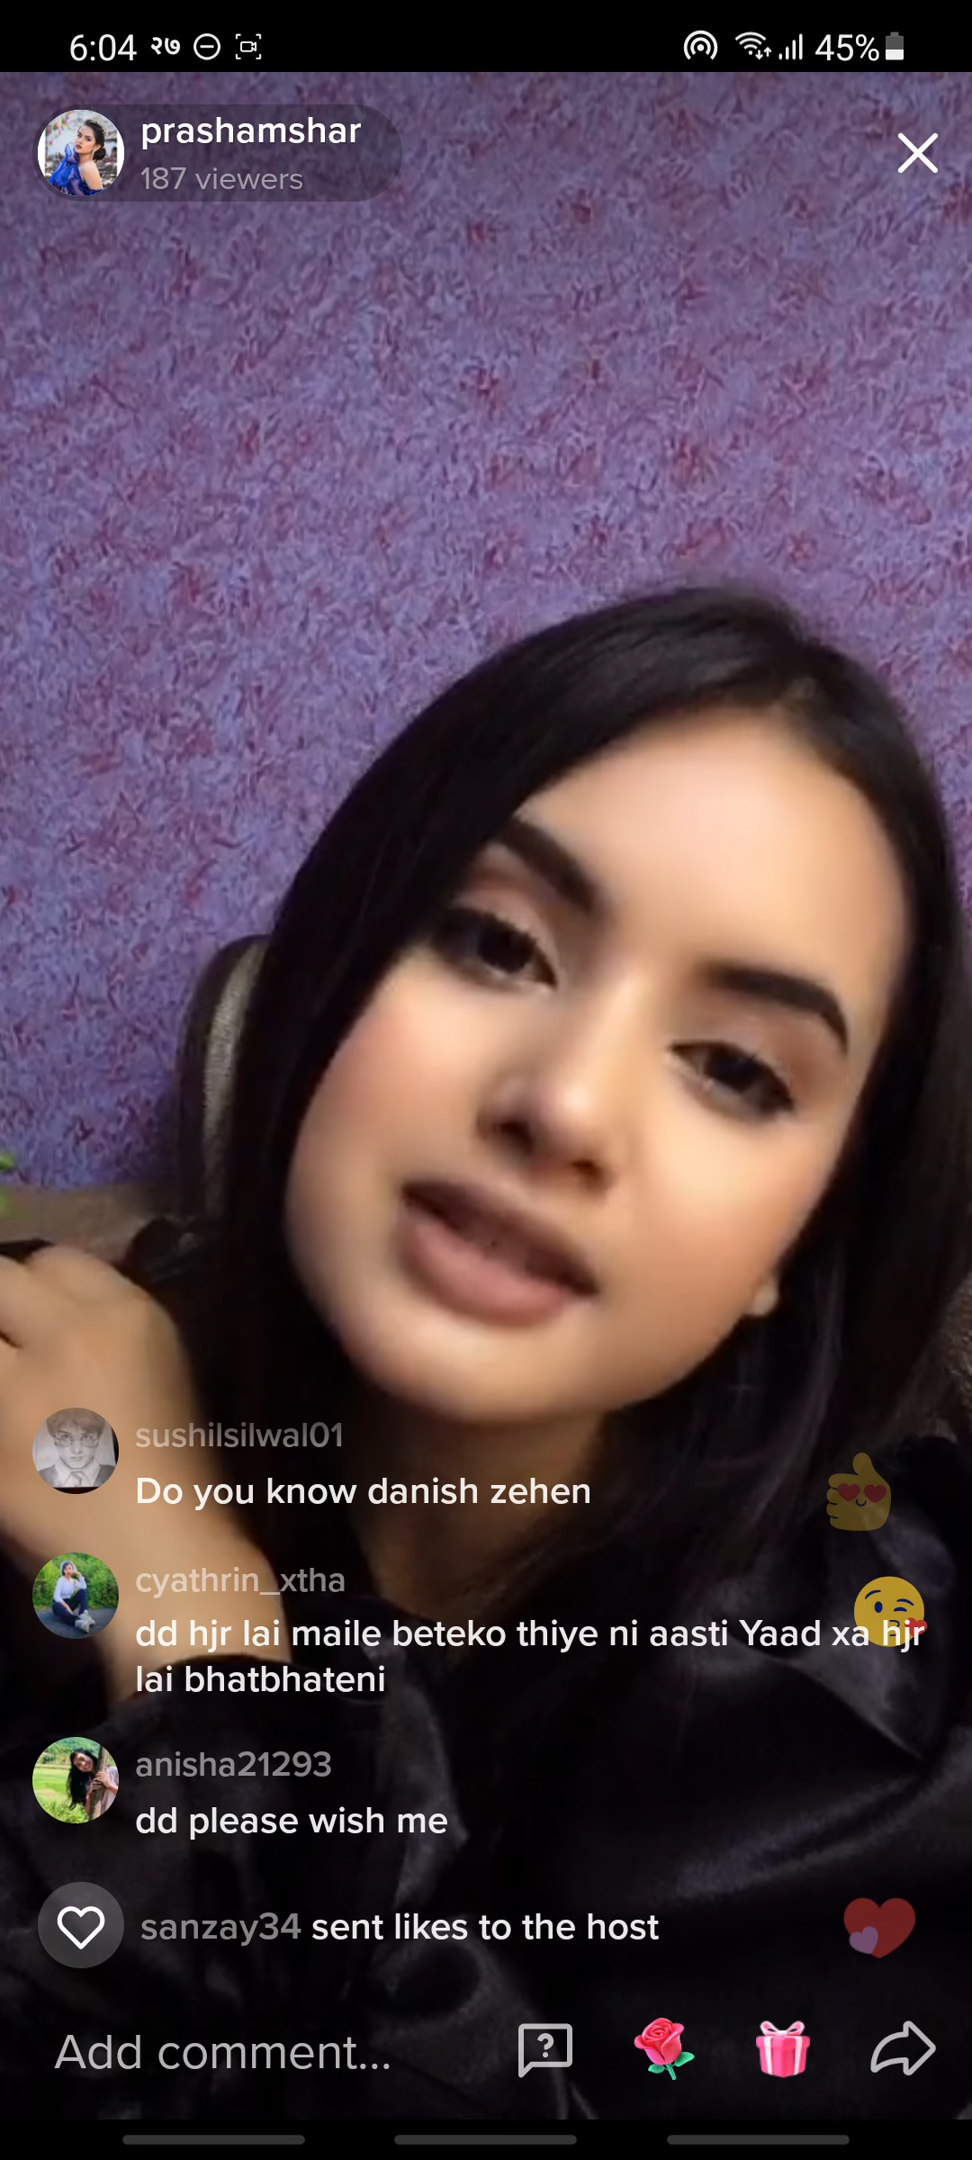 6:04 २७ 45%
prashamshar
187 viewers
sushilsilwal01
Do you know danish zehen
cyathrin_xtha
dd hjr lai maile beteko thiye ni aasti Yaad xa hjr
lai bhatbhateni
anisha21293
dd please wish me
sanzay34 sent likes to the host
Add comment... ?